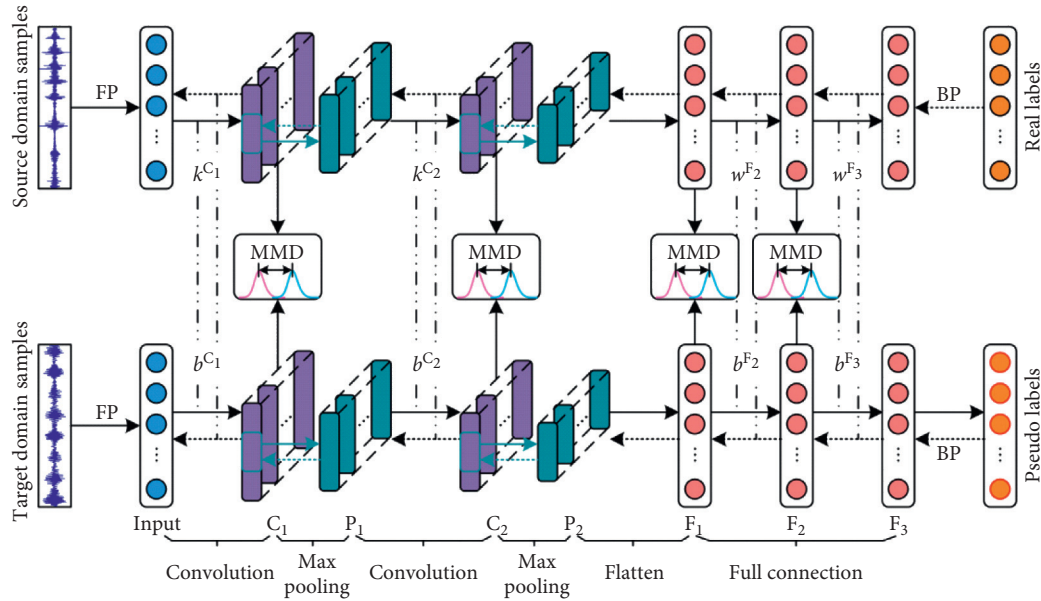 Source domain samples
FP
k^C1
k^C2
w^F2
w^F3
BP
Real labels
MMD
MMD
MMD
MMD
Target domain samples
FP
b^C1
b^C2
b^F2
b^F3
BP
Pseudo labels
Input
C1
P1
C2
P2
F1
F2
F3
Convolution
Max
pooling
Convolution
Max
pooling
Flatten
Full connection